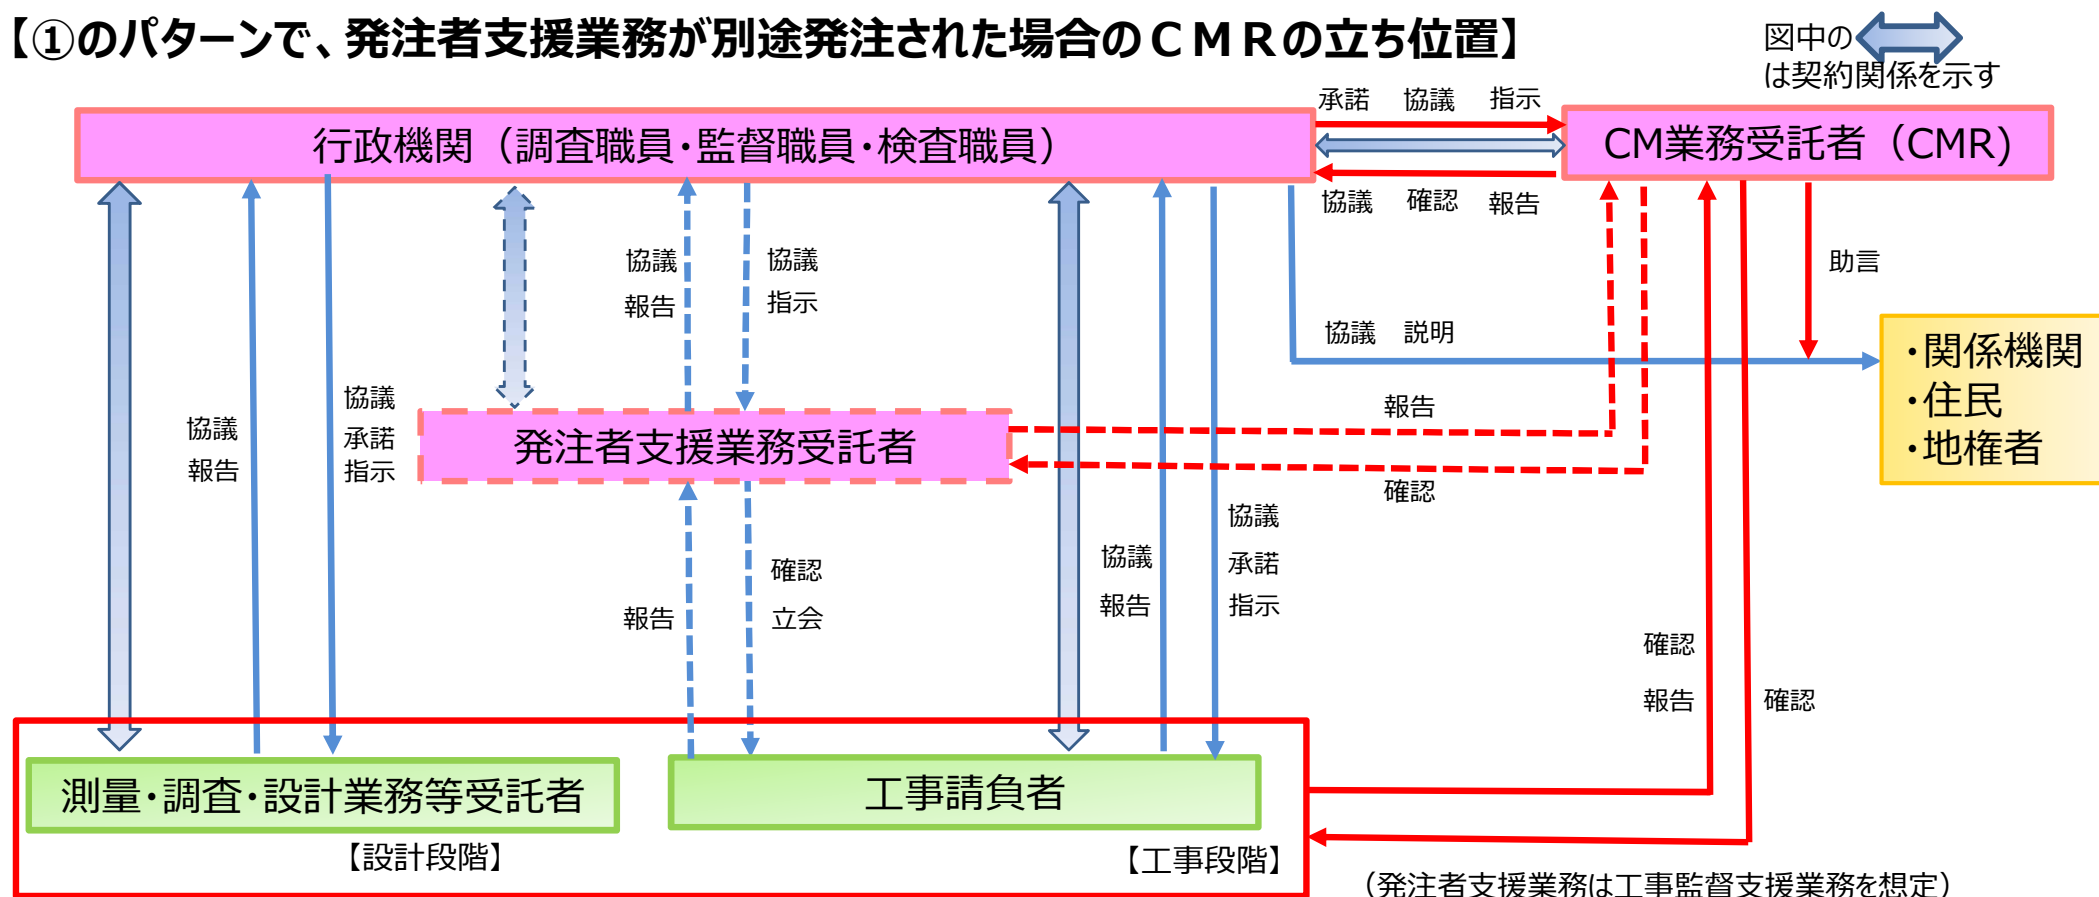 【①のパターンで、発注者支援業務が別途発注された場合のCMRの立ち位置】
図中の
は契約関係を示す
承諾 協議 指示
行政機関（調査職員・監督職員・検査職員）
CM業務受託者（CMR）
協議 確認 報告
協議
報告
協議
指示
助言
協議 説明
・関係機関
・住民
・地権者
協議
報告
協議
承諾
指示
発注者支援業務受託者
報告
確認
報告
確認
立会
協議
報告
協議
承諾
指示
確認
報告
確認
測量・調査・設計業務等受託者
工事請負者
【設計段階】
【工事段階】
（発注者支援業務は工事監督支援業務を想定）